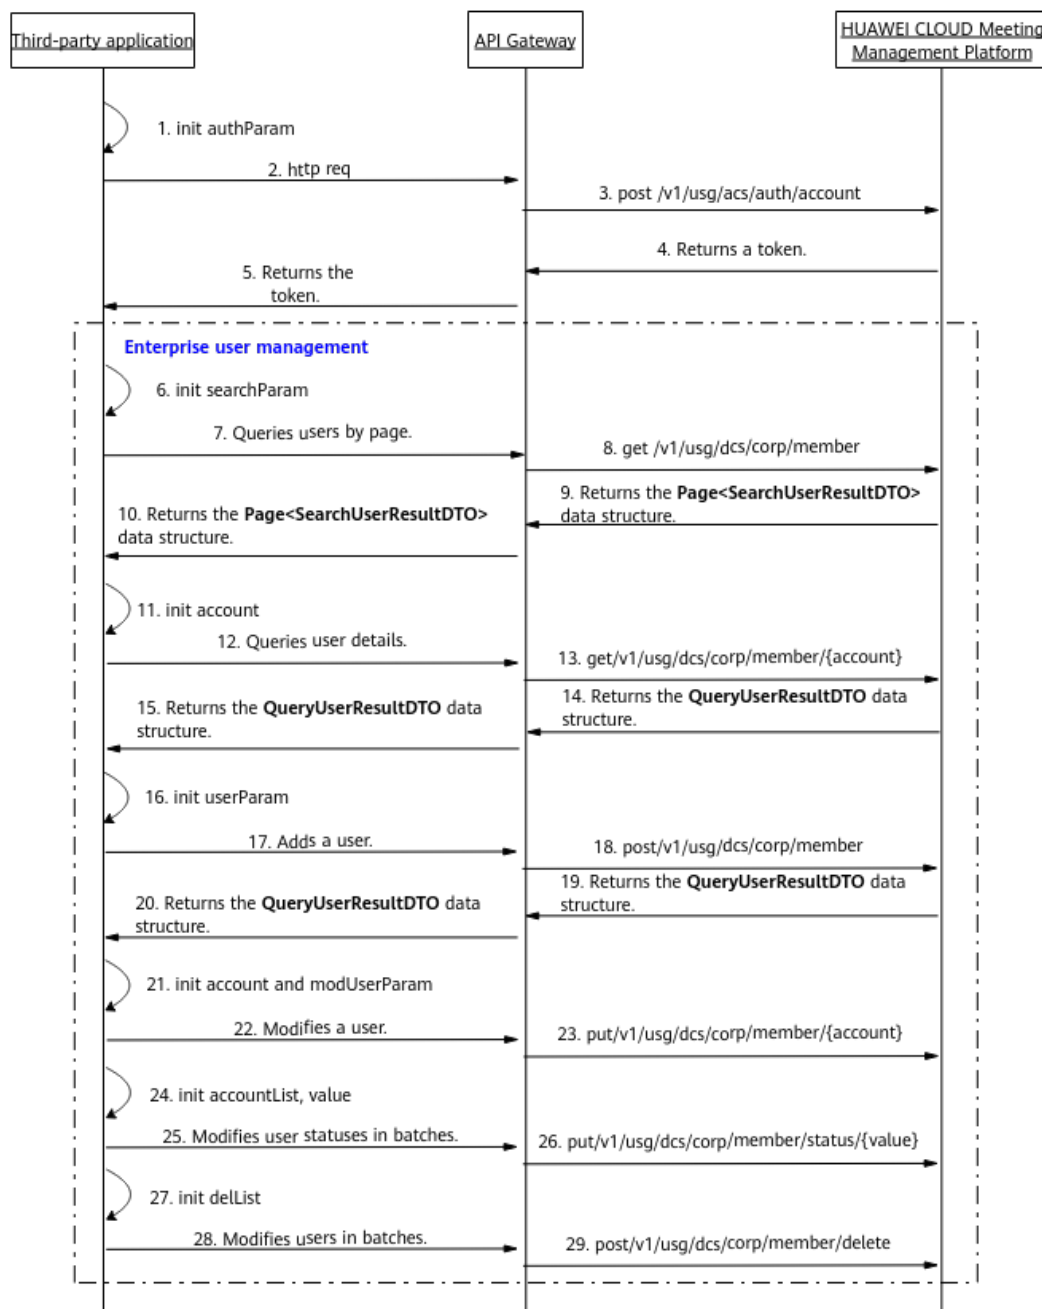 Third-party application
API Gateway
HUAWEI CLOUD Meeting
Management Platform
1. init authParam
2. http req
3. post /v1/usg/acs/auth/account
4. Returns a token.
5. Returns the
token.
Enterprise user management
6. init searchParam
7. Queries users by page.
8. get /v1/usg/dcs/corp/member
9. Returns the Page<SearchUserResultDTO>
data structure.
10. Returns the Page<SearchUserResultDTO>
data structure.
11. init account
12. Queries user details.
13. get/v1/usg/dcs/corp/member/{account}
14. Returns the QueryUserResultDTO data
structure.
15. Returns the QueryUserResultDTO data
structure.
16. init userParam
17. Adds a user.
18. post/v1/usg/dcs/corp/member
19. Returns the QueryUserResultDTO data
structure.
20. Returns the QueryUserResultDTO data
structure.
21. init account and modUserParam
22. Modifies a user.
23. put/v1/usg/dcs/corp/member/{account}
24. init accountList, value
25. Modifies user statuses in batches.
26. put/v1/usg/dcs/corp/member/status/{value}
27. init delList
28. Modifies users in batches.
29. post/v1/usg/dcs/corp/member/delete